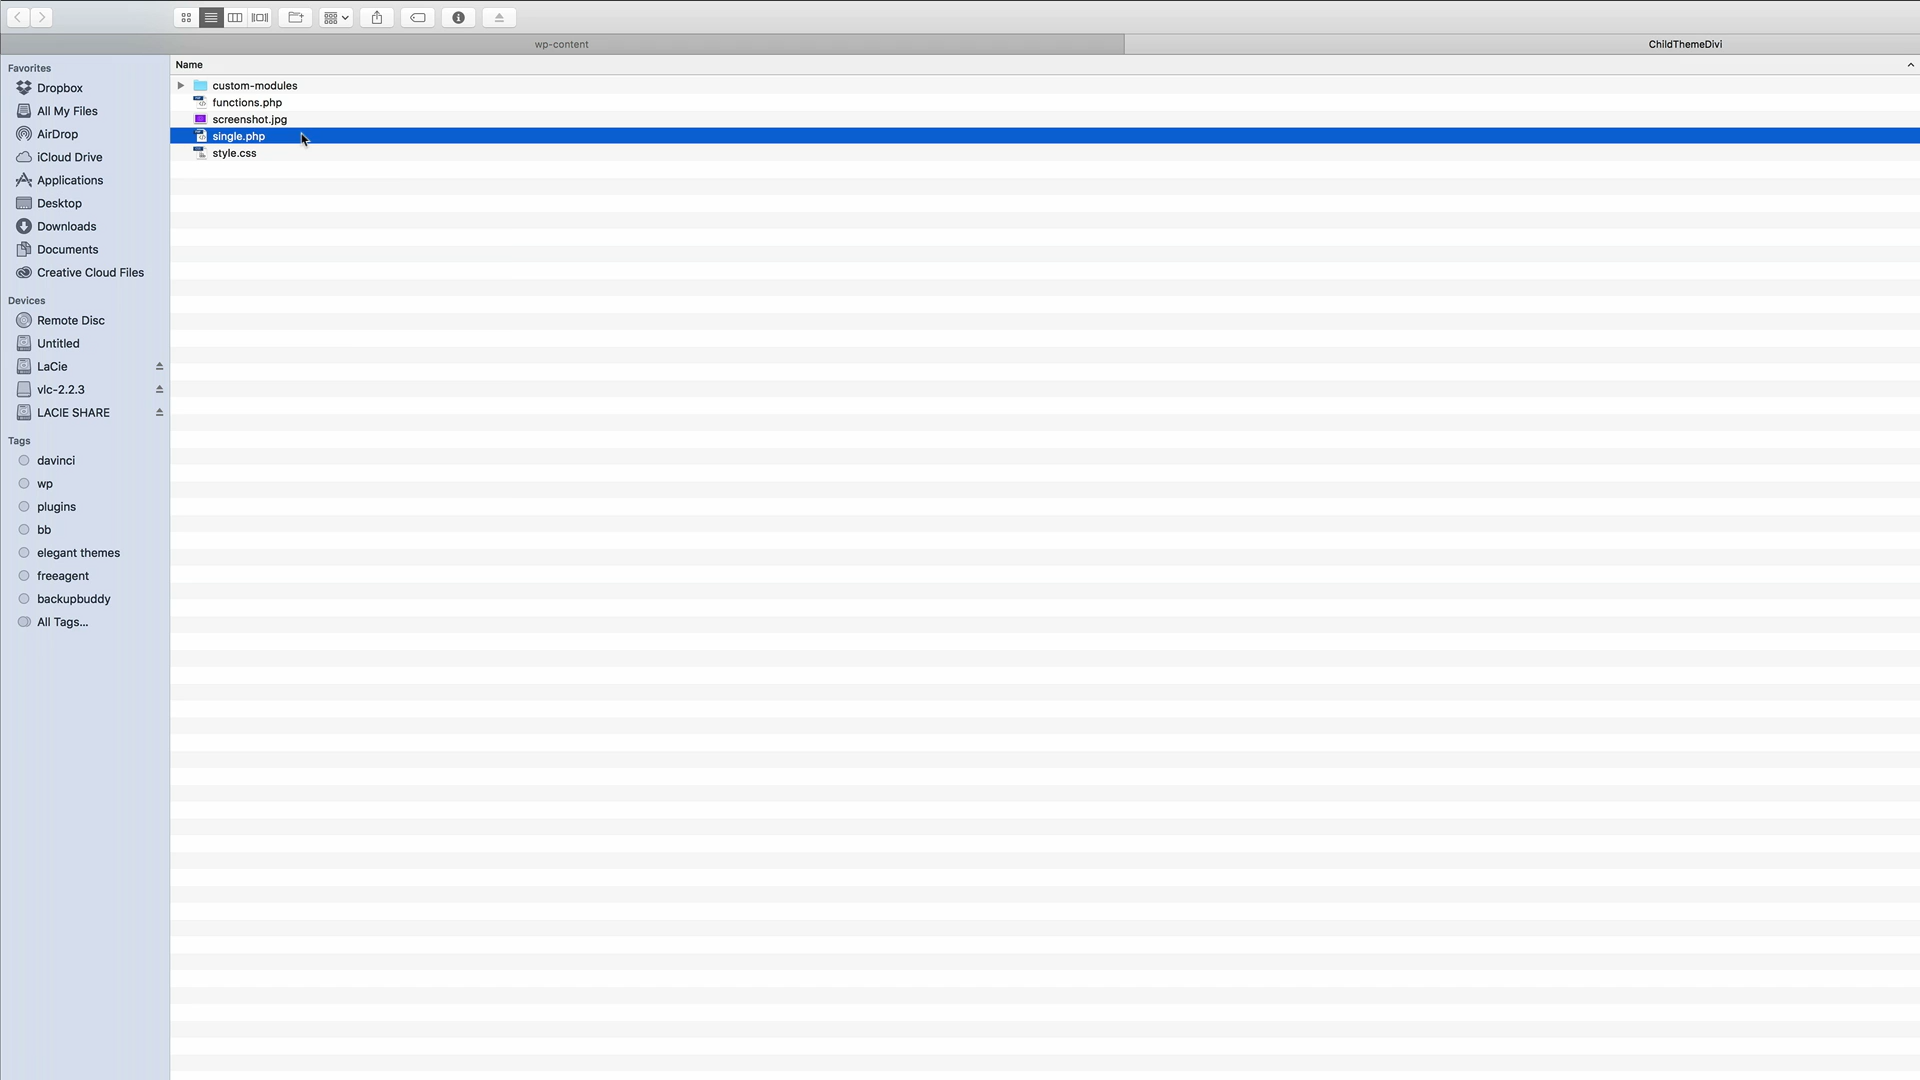 wp-content
ChildThemeDivi
Favorites
Dropbox
All My Files
AirDrop
iCloud Drive
Applications
Desktop
Downloads
Documents
Creative Cloud Files
Devices
Remote Disc
Untitled
LaCie
vlc-2.2.3
LACIE SHARE
Tags
davinci
wp
plugins
bb
elegant themes
freeagent
backupbuddy
All Tags...
Name
custom-modules
functions.php
screenshot.jpg
single.php
style.css